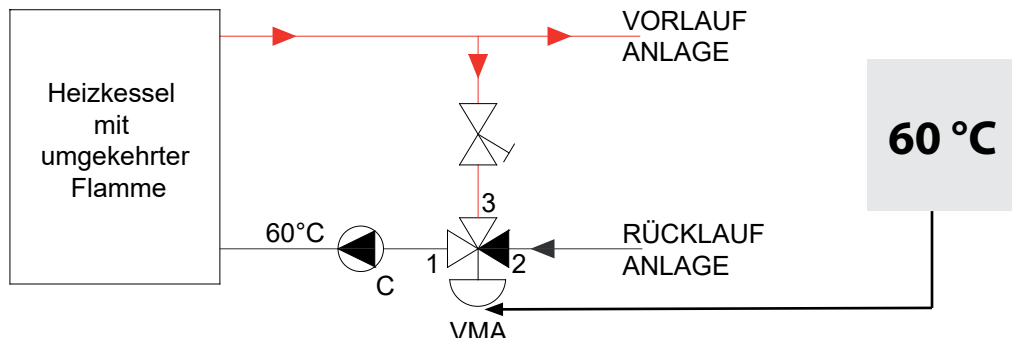 VORLAUF
ANLAGE
Heizkessel
mit
umgekehrter
Flamme
60 °C
3
60°C
1
2
C
RÜCKLAUF
ANLAGE
VMA